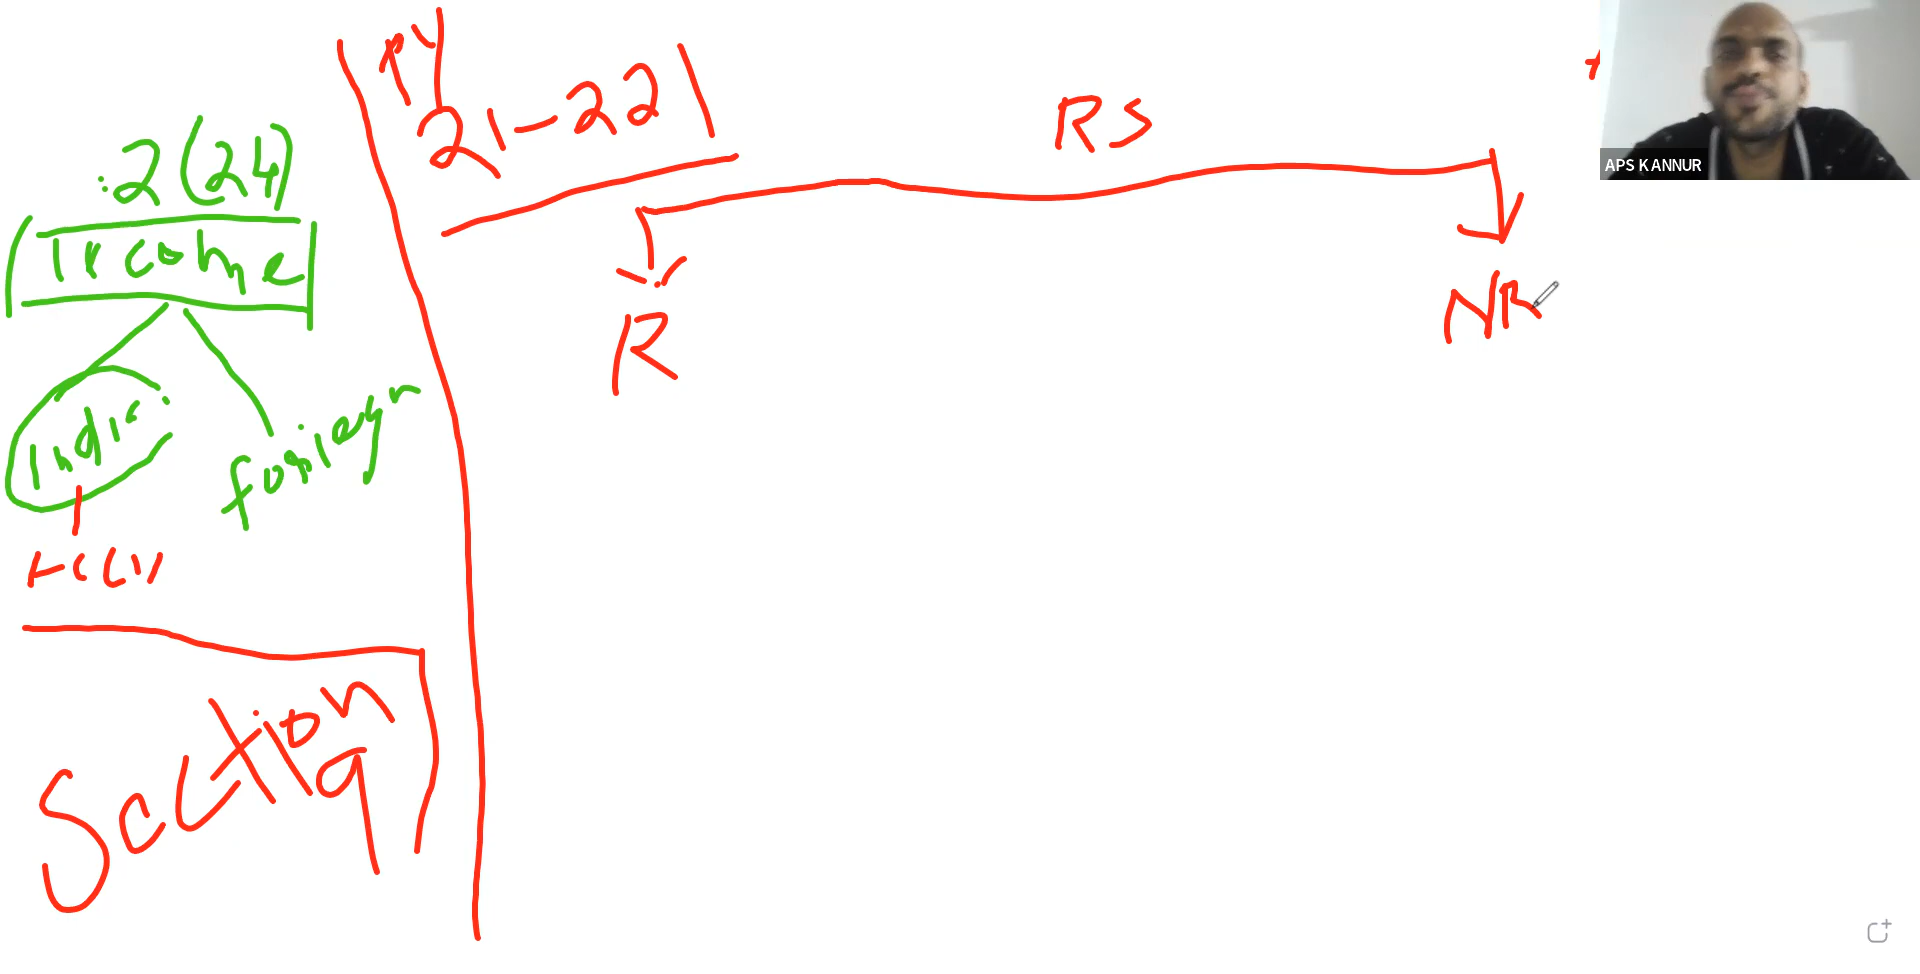 2(24)
Income
India
foriegn
PY
21-22
RS
R
NR
Section
9
APS KANNUR